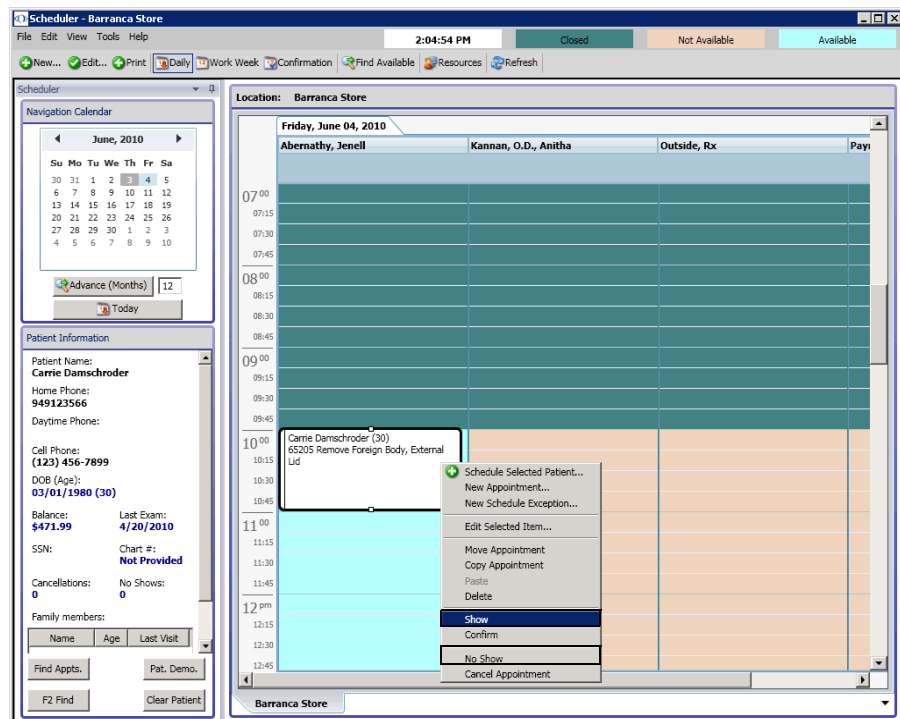 Scheduler - Barranca Store
File Edit View Tools Help
2:04:54 PM
Closed
Not Available
Available
New... Edit... Print Daily Work Week Confirmation Find Available Resources Refresh
Scheduler
Navigation Calendar
June, 2010
Su Mo Tu We Th Fr Sa
30 31 1 2 3 4 5
6 7 8 9 10 11 12
13 14 15 16 17 18 19
20 21 22 23 24 25 26
27 28 29 30 1 2 3
4 5 6 7 8 9 10
Advance (Months) 12
Today
Patient Information
Patient Name:
Carrie Damschroder
Home Phone:
949123566
Daytime Phone:
Cell Phone:
(123) 456-7899
DOB (Age):
03/01/1980 (30)
Balance: Last Exam:
$471.99 4/20/2010
SSN: Chart #:
Not Provided
Cancellations: No Shows:
0 0
Family members:
Name Age Last Visit
Find Appts. Pat. Demo.
F2 Find Clear Patient
Location: Barranca Store
Friday, June 04, 2010
Abernathy, Jenell Kannan, O.D., Anitha Outside, Rx
07 00
07:15
07:30
07:45
08 00
08:15
08:30
08:45
09 00
09:15
09:30
09:45
10 00
10:15
10:30
10:45
11 00
11:15
11:30
11:45
12 pm
12:15
12:30
12:45
Carrie Damschroder (30)
65205 Remove Foreign Body, External
Lid
Schedule Selected Patient...
New Appointment...
New Schedule Exception...
Edit Selected Item...
Move Appointment
Copy Appointment
Paste
Delete
Show
Confirm
No Show
Cancel Appointment
Barranca Store